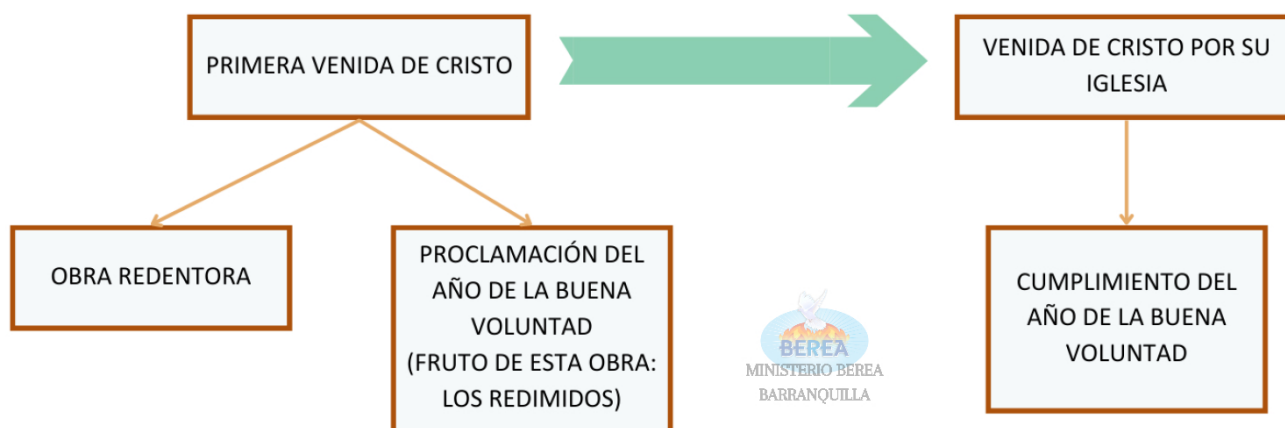 PRIMERA VENIDA DE CRISTO
VENIDA DE CRISTO POR SU
IGLESIA
OBRA REDENTORA
PROCLAMACIÓN DEL
AÑO DE LA BUENA
VOLUNTAD
(FRUTO DE ESTA OBRA:
LOS REDIMIDOS)
BEREA
MINISTERIO BEREA
BARRANQUILLA
CUMPLIMIENTO DEL
AÑO DE LA BUENA
VOLUNTAD